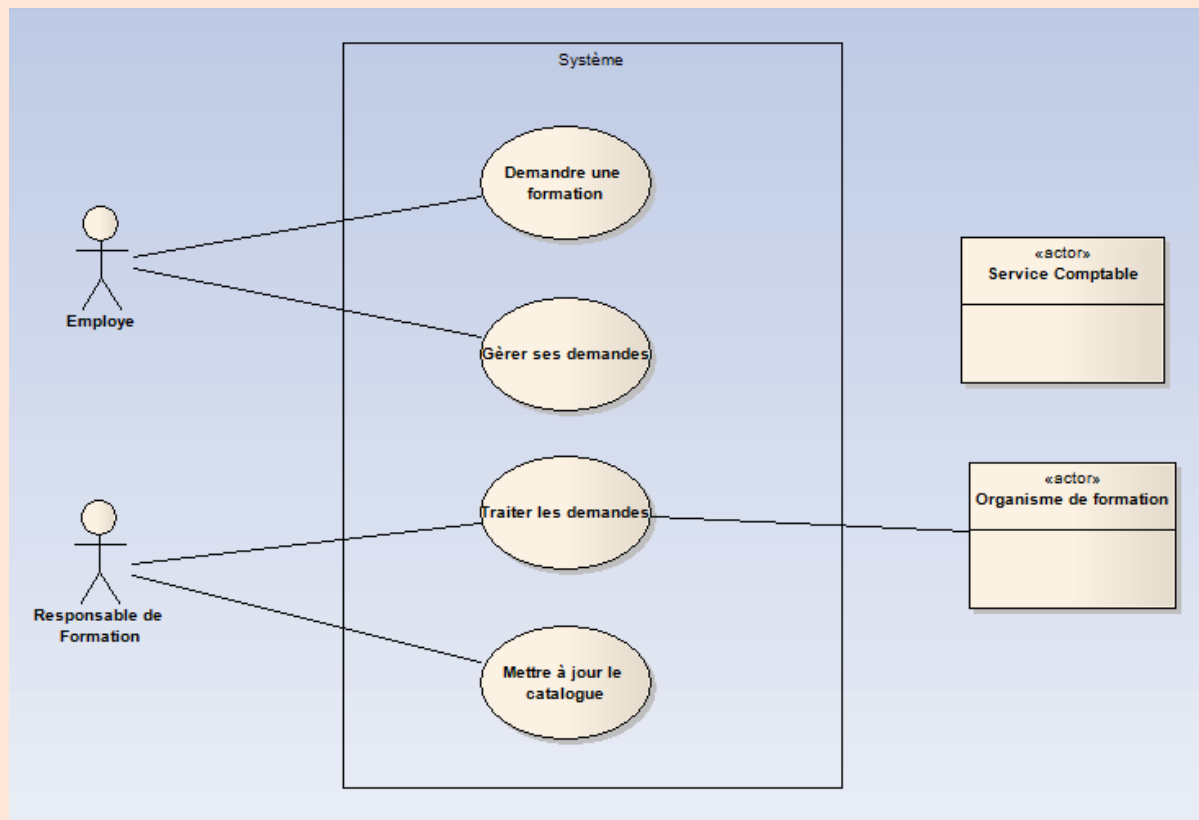 Système
Demandre une
formation
«actor»
Service Comptable
Employe
Gèrer ses demandes
«actor»
Organisme de formation
Traiter les demandes
Responsable de
Formation
Mettre à jour le
catalogue